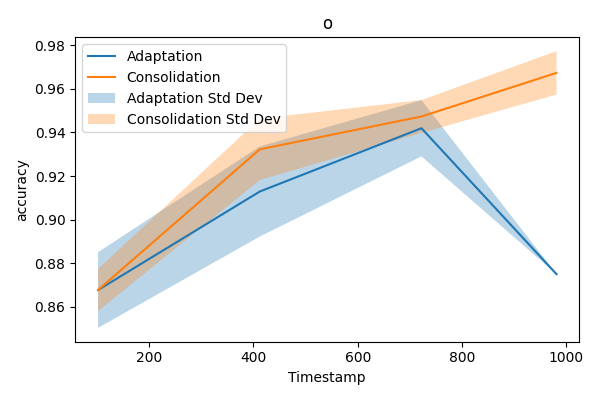 o
0.98
0.96
0.94
0.92
0.90
0.88
0.86
accuracy
Adaptation
Consolidation
Adaptation Std Dev
Consolidation Std Dev
200 400 600 800 1000
Timestamp